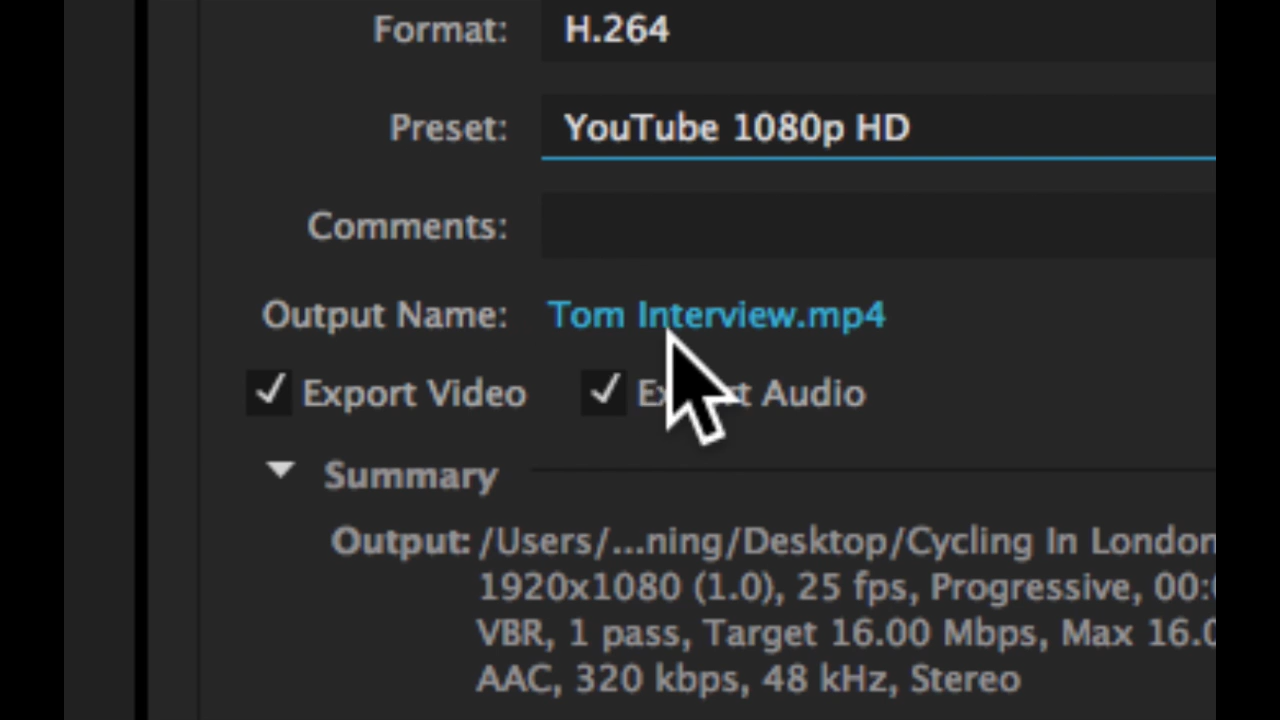 Format: H.264
Preset: YouTube 1080p HD
Comments:
Output Name: Tom Interview.mp4
Export Video Export Audio
Summary
Output: /Users/...ning/Desktop/Cycling In London
1920x1080 (1.0), 25 fps, Progressive, 00:
VBR, 1 pass, Target 16.00 Mbps, Max 16.0
AAC, 320 kbps, 48 kHz, Stereo